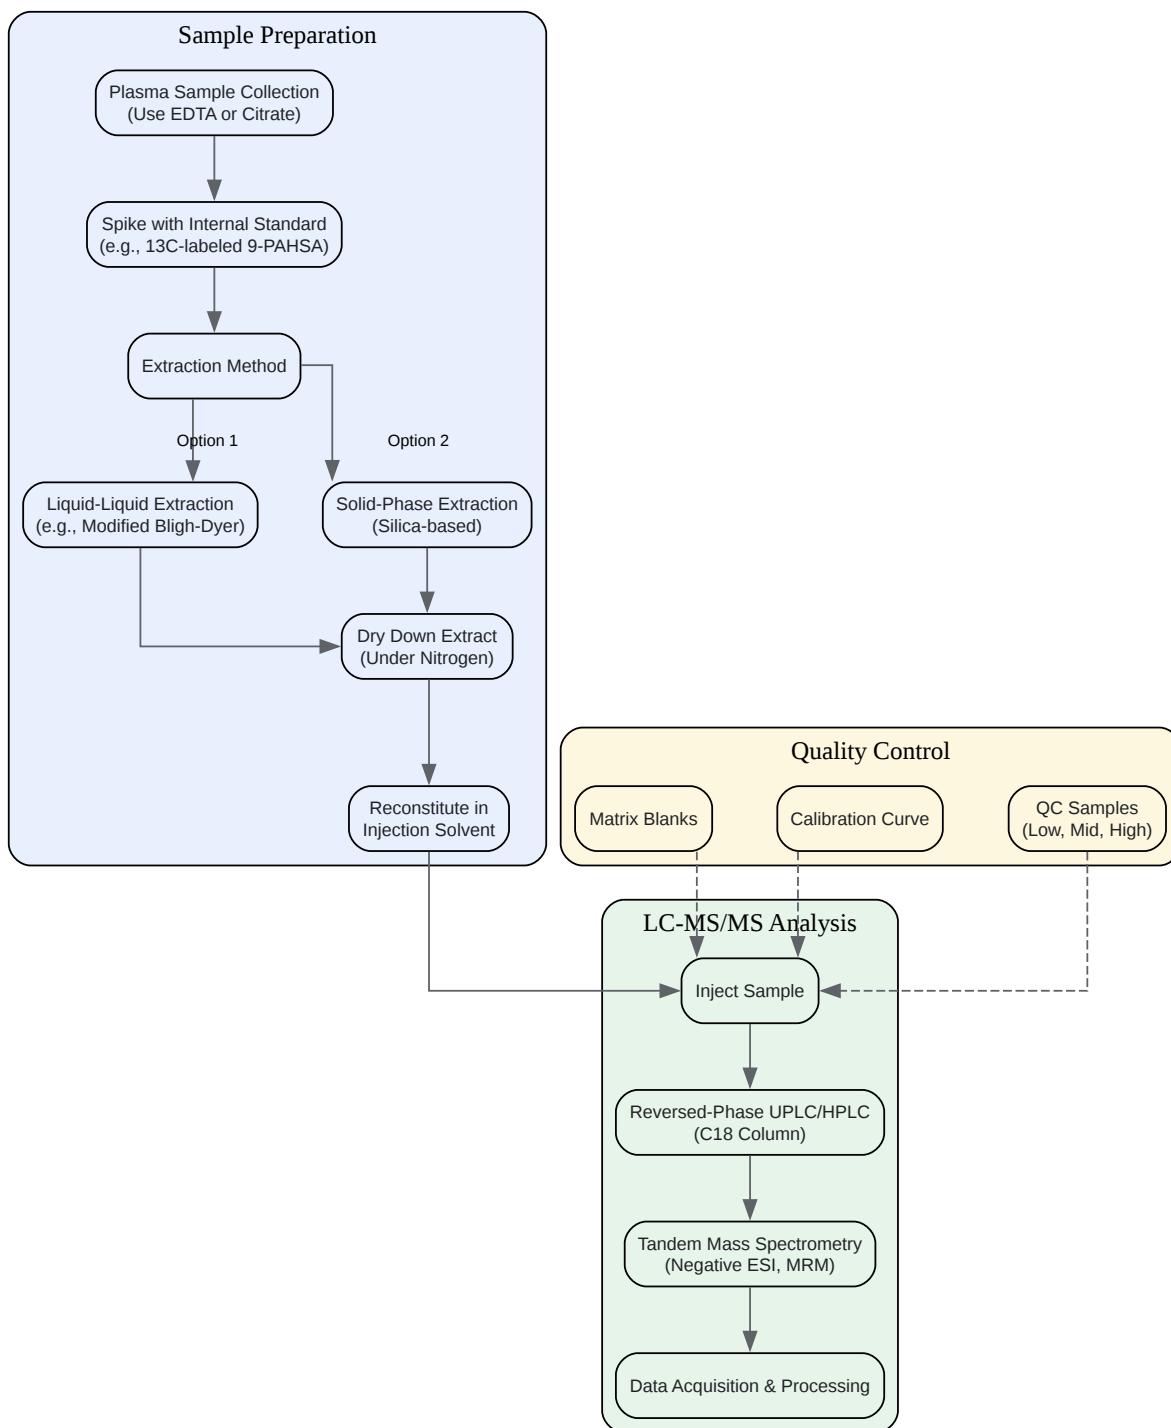 Sample Preparation
Plasma Sample Collection
(Use EDTA or Citrate)
Spike with Internal Standard
(e.g., 13C-labeled 9-PAHSA)
Extraction Method
Option 1
Option 2
Liquid-Liquid Extraction
(e.g., Modified Bligh-Dyer)
Solid-Phase Extraction
(Silica-based)
Dry Down Extract
(Under Nitrogen)
Reconstitute in
Injection Solvent
Quality Control
Matrix Blanks
Calibration Curve
QC Samples
(Low, Mid, High)
LC-MS/MS Analysis
Inject Sample
Reversed-Phase UPLC/HPLC
(C18 Column)
Tandem Mass Spectrometry
(Negative ESI, MRM)
Data Acquisition & Processing